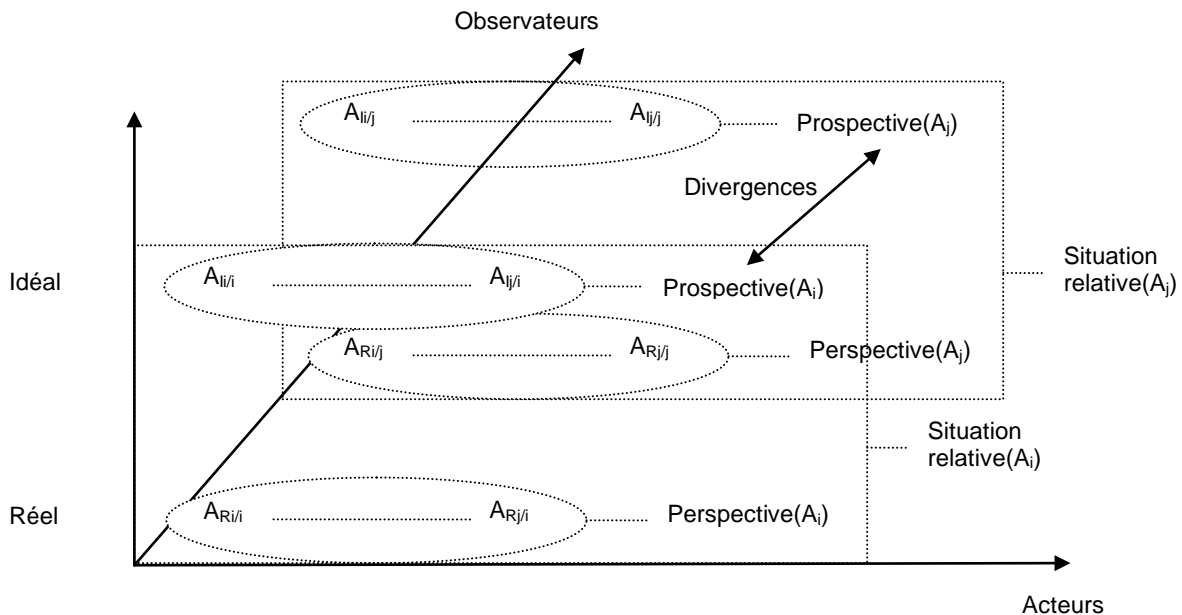 Observateurs
A_Ii/j A_Ij/j Prospective(A_j)
Divergences
Idéal
A_Ii/i A_Ij/i Prospective(A_i)
Situation
relative(A_j)
A_Ri/j A_Rj/j Perspective(A_j)
Situation
relative(A_i)
Réel
A_Ri/i A_Rj/i Perspective(A_i)
Acteurs